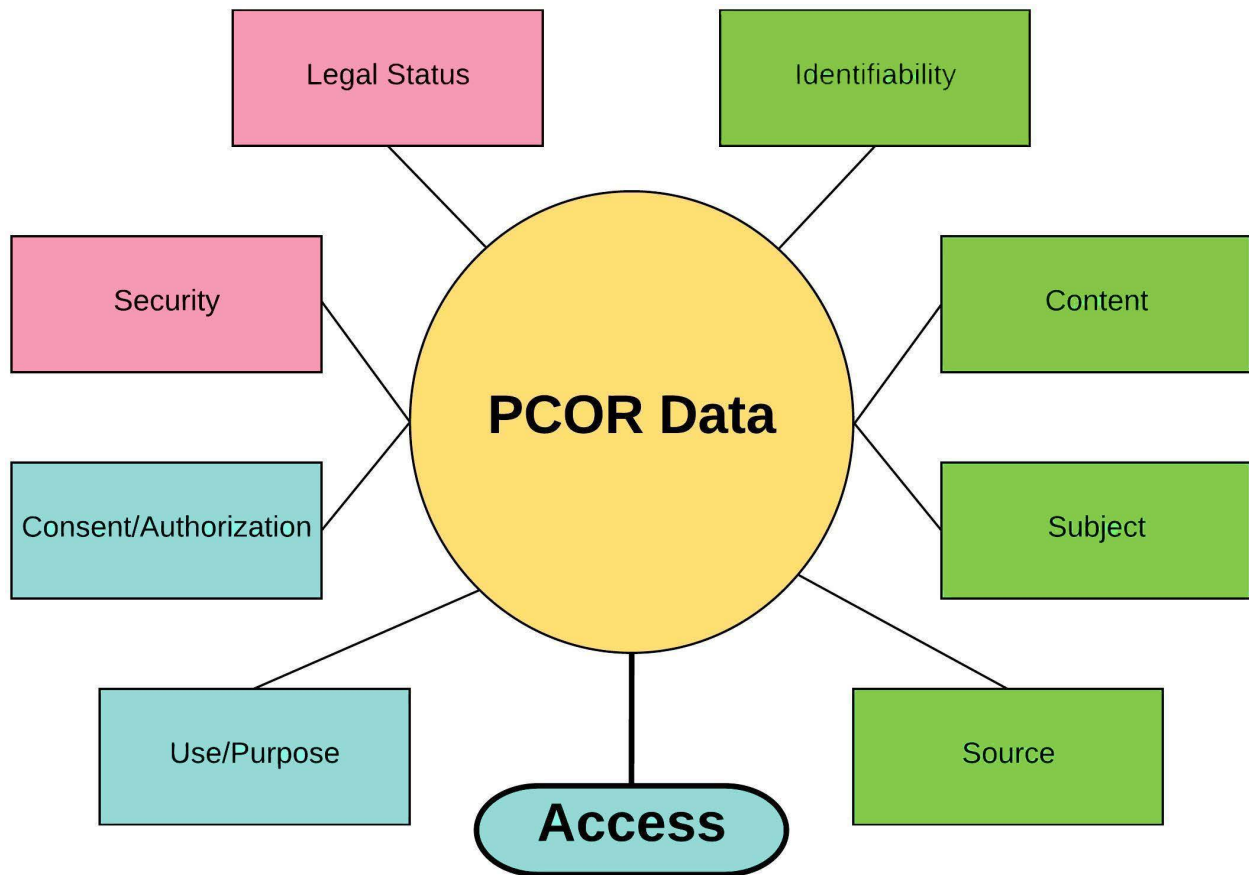 Legal Status
Identifiability
Security
Content
PCOR Data
Consent/Authorization
Subject
Use/Purpose
Source
Access